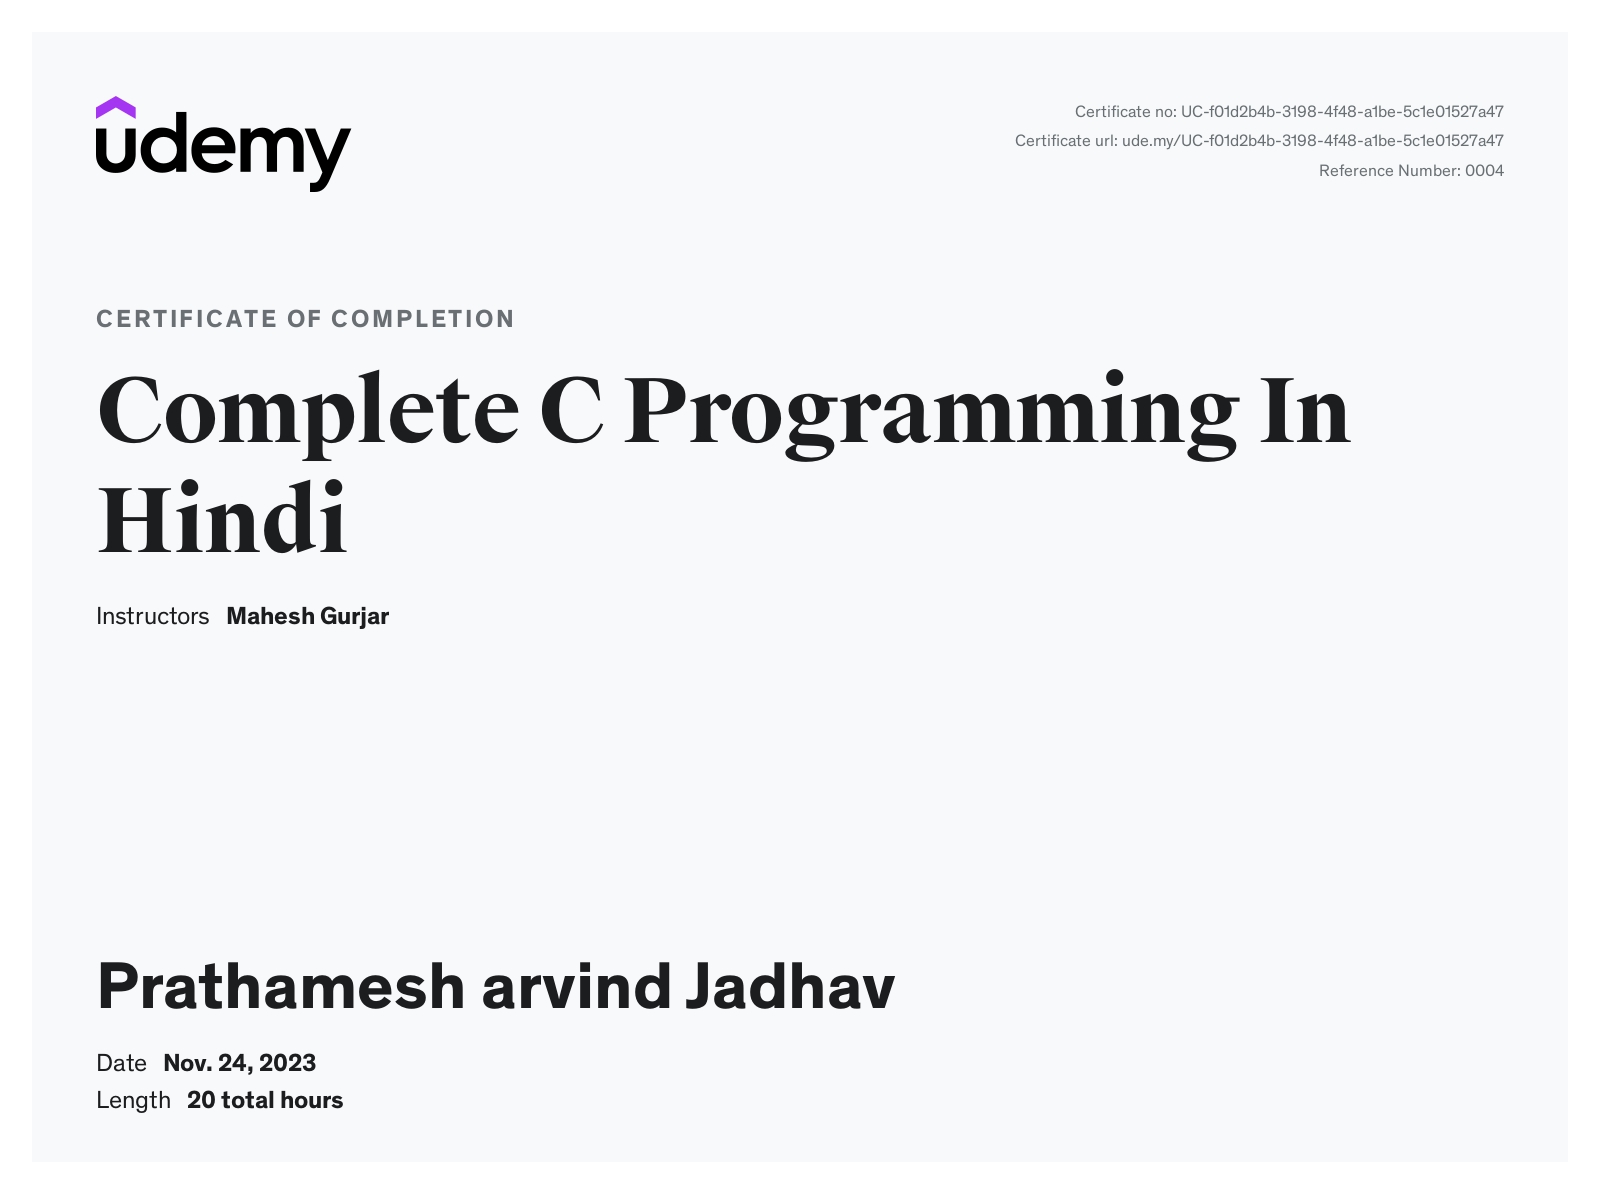 udemy
Certificate no: UC-f01d2b4b-3198-4f48-a1be-5c1e01527a47
Certificate url: ude.my/UC-f01d2b4b-3198-4f48-a1be-5c1e01527a47
Reference Number: 0004
CERTIFICATE OF COMPLETION
Complete C Programming In
Hindi
Instructors Mahesh Gurjar
Prathamesh arvind Jadhav
Date Nov. 24, 2023
Length 20 total hours